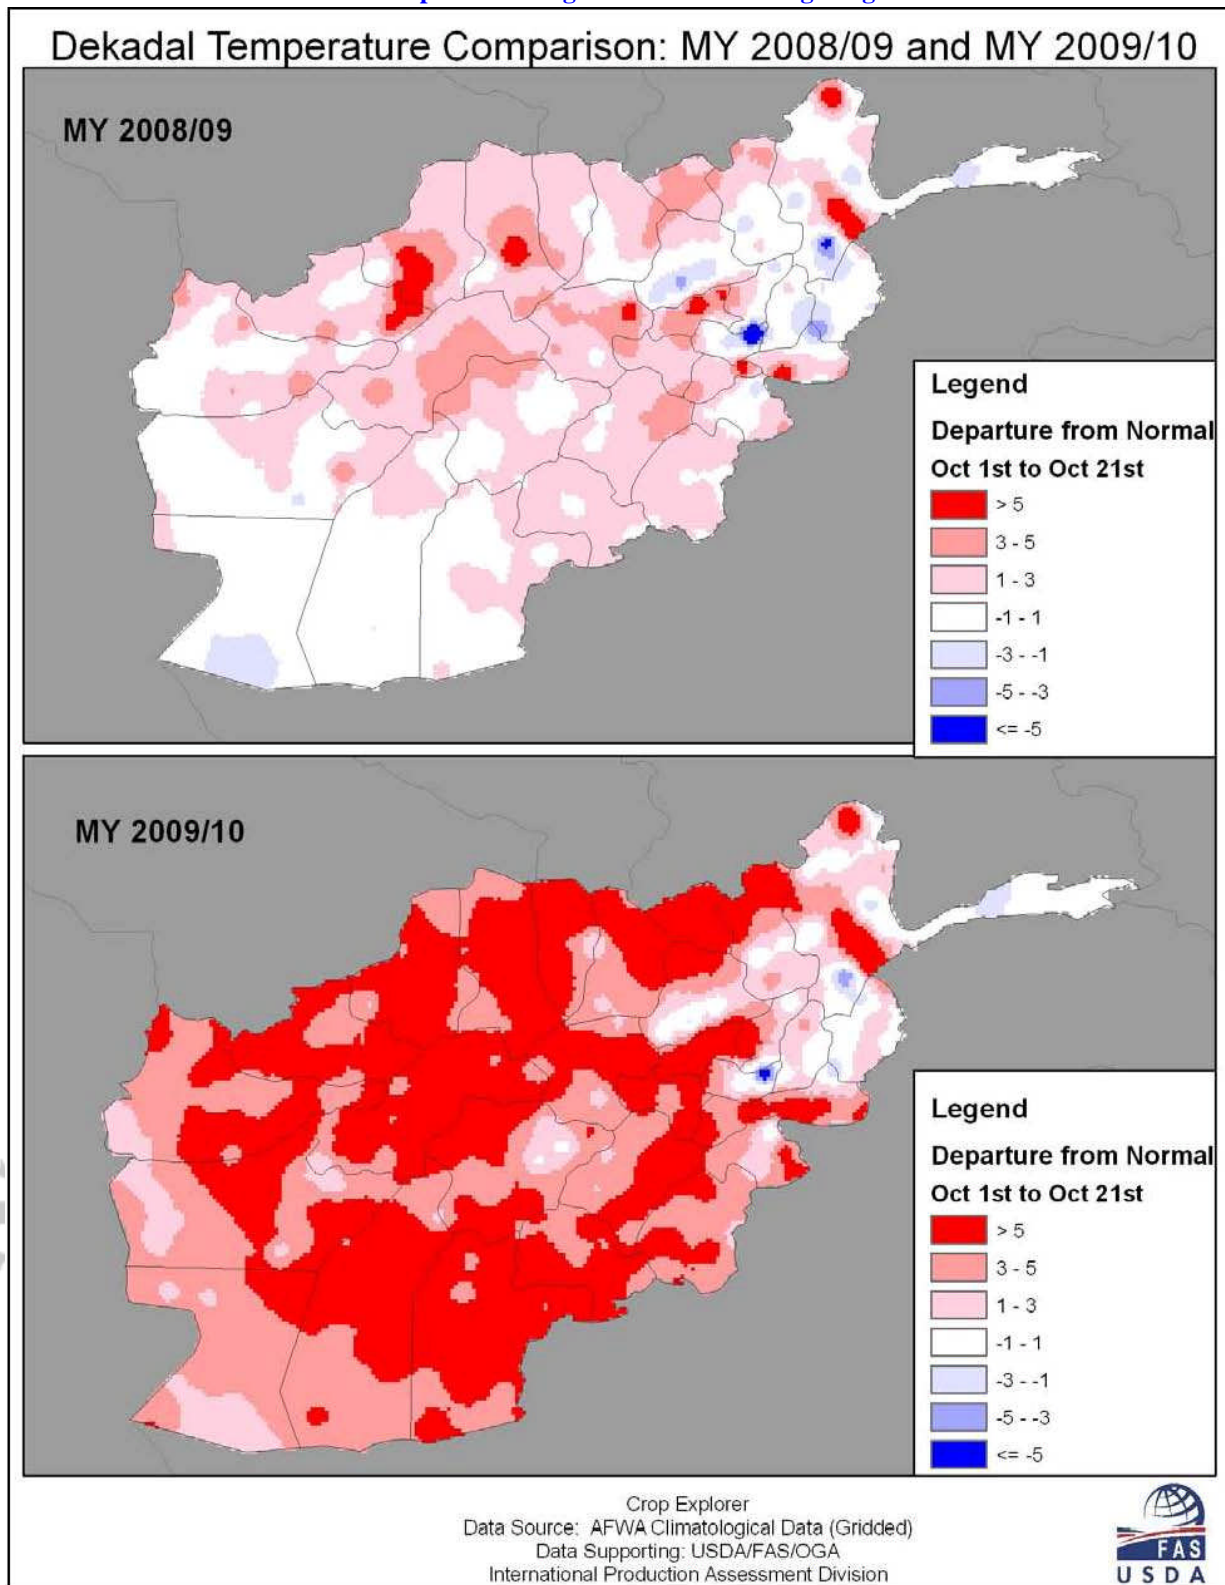 Dekadal Temperature Comparison: MY 2008/09 and MY 2009/10
MY 2008/09
Legend
Departure from Normal
Oct 1st to Oct 21st
> 5
3 - 5
1 - 3
-1 - 1
-3 - -1
-5 - -3
<= -5
MY 2009/10
Legend
Departure from Normal
Oct 1st to Oct 21st
> 5
3 - 5
1 - 3
-1 - 1
-3 - -1
-5 - -3
<= -5
Crop Explorer
Data Source: AFWA Climatological Data (Gridded)
Data Supporting: USDA/FAS/OGA
International Production Assessment Division
FAS
USDA